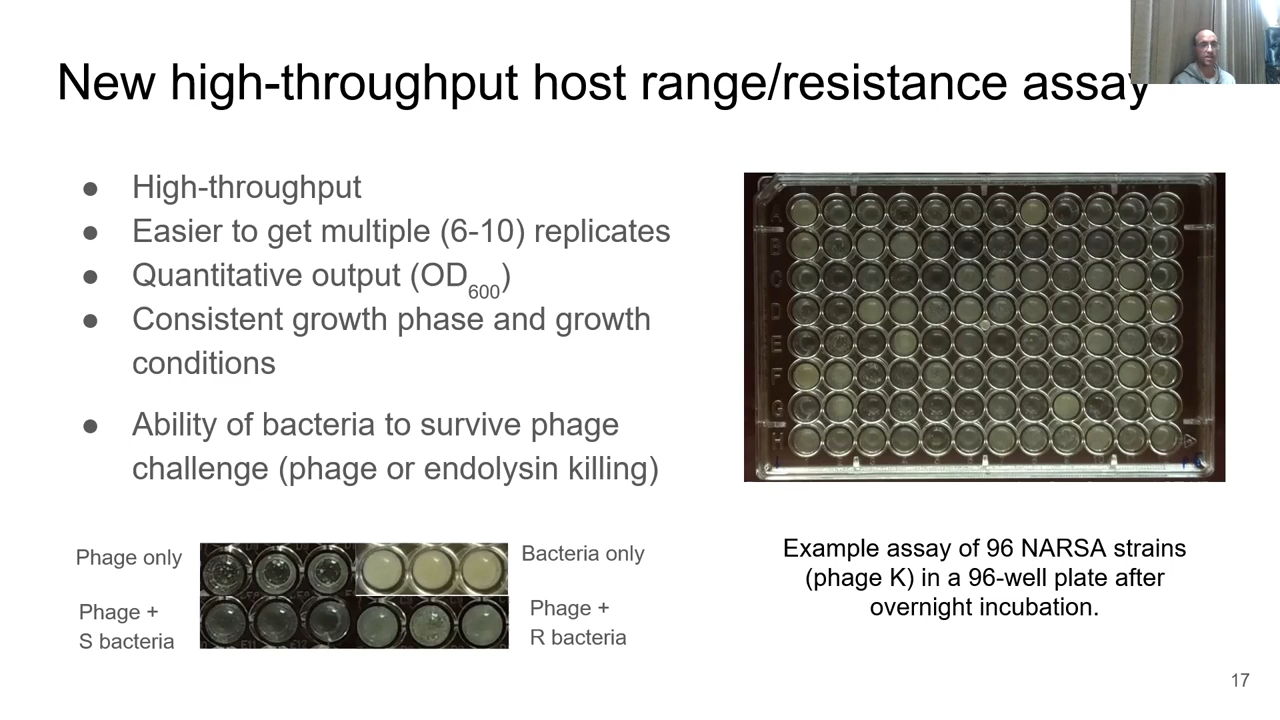 New high-throughput host range/resistance assay
● High-throughput
● Easier to get multiple (6-10) replicates
● Quantitative output (OD600)
● Consistent growth phase and growth
conditions
● Ability of bacteria to survive phage
challenge (phage or endolysin killing)
A
B
C
D
E
F
G
H
Phage only
Bacteria only
Phage +
S bacteria
Phage +
R bacteria
Example assay of 96 NARSA strains
(phage K) in a 96-well plate after
overnight incubation.
17